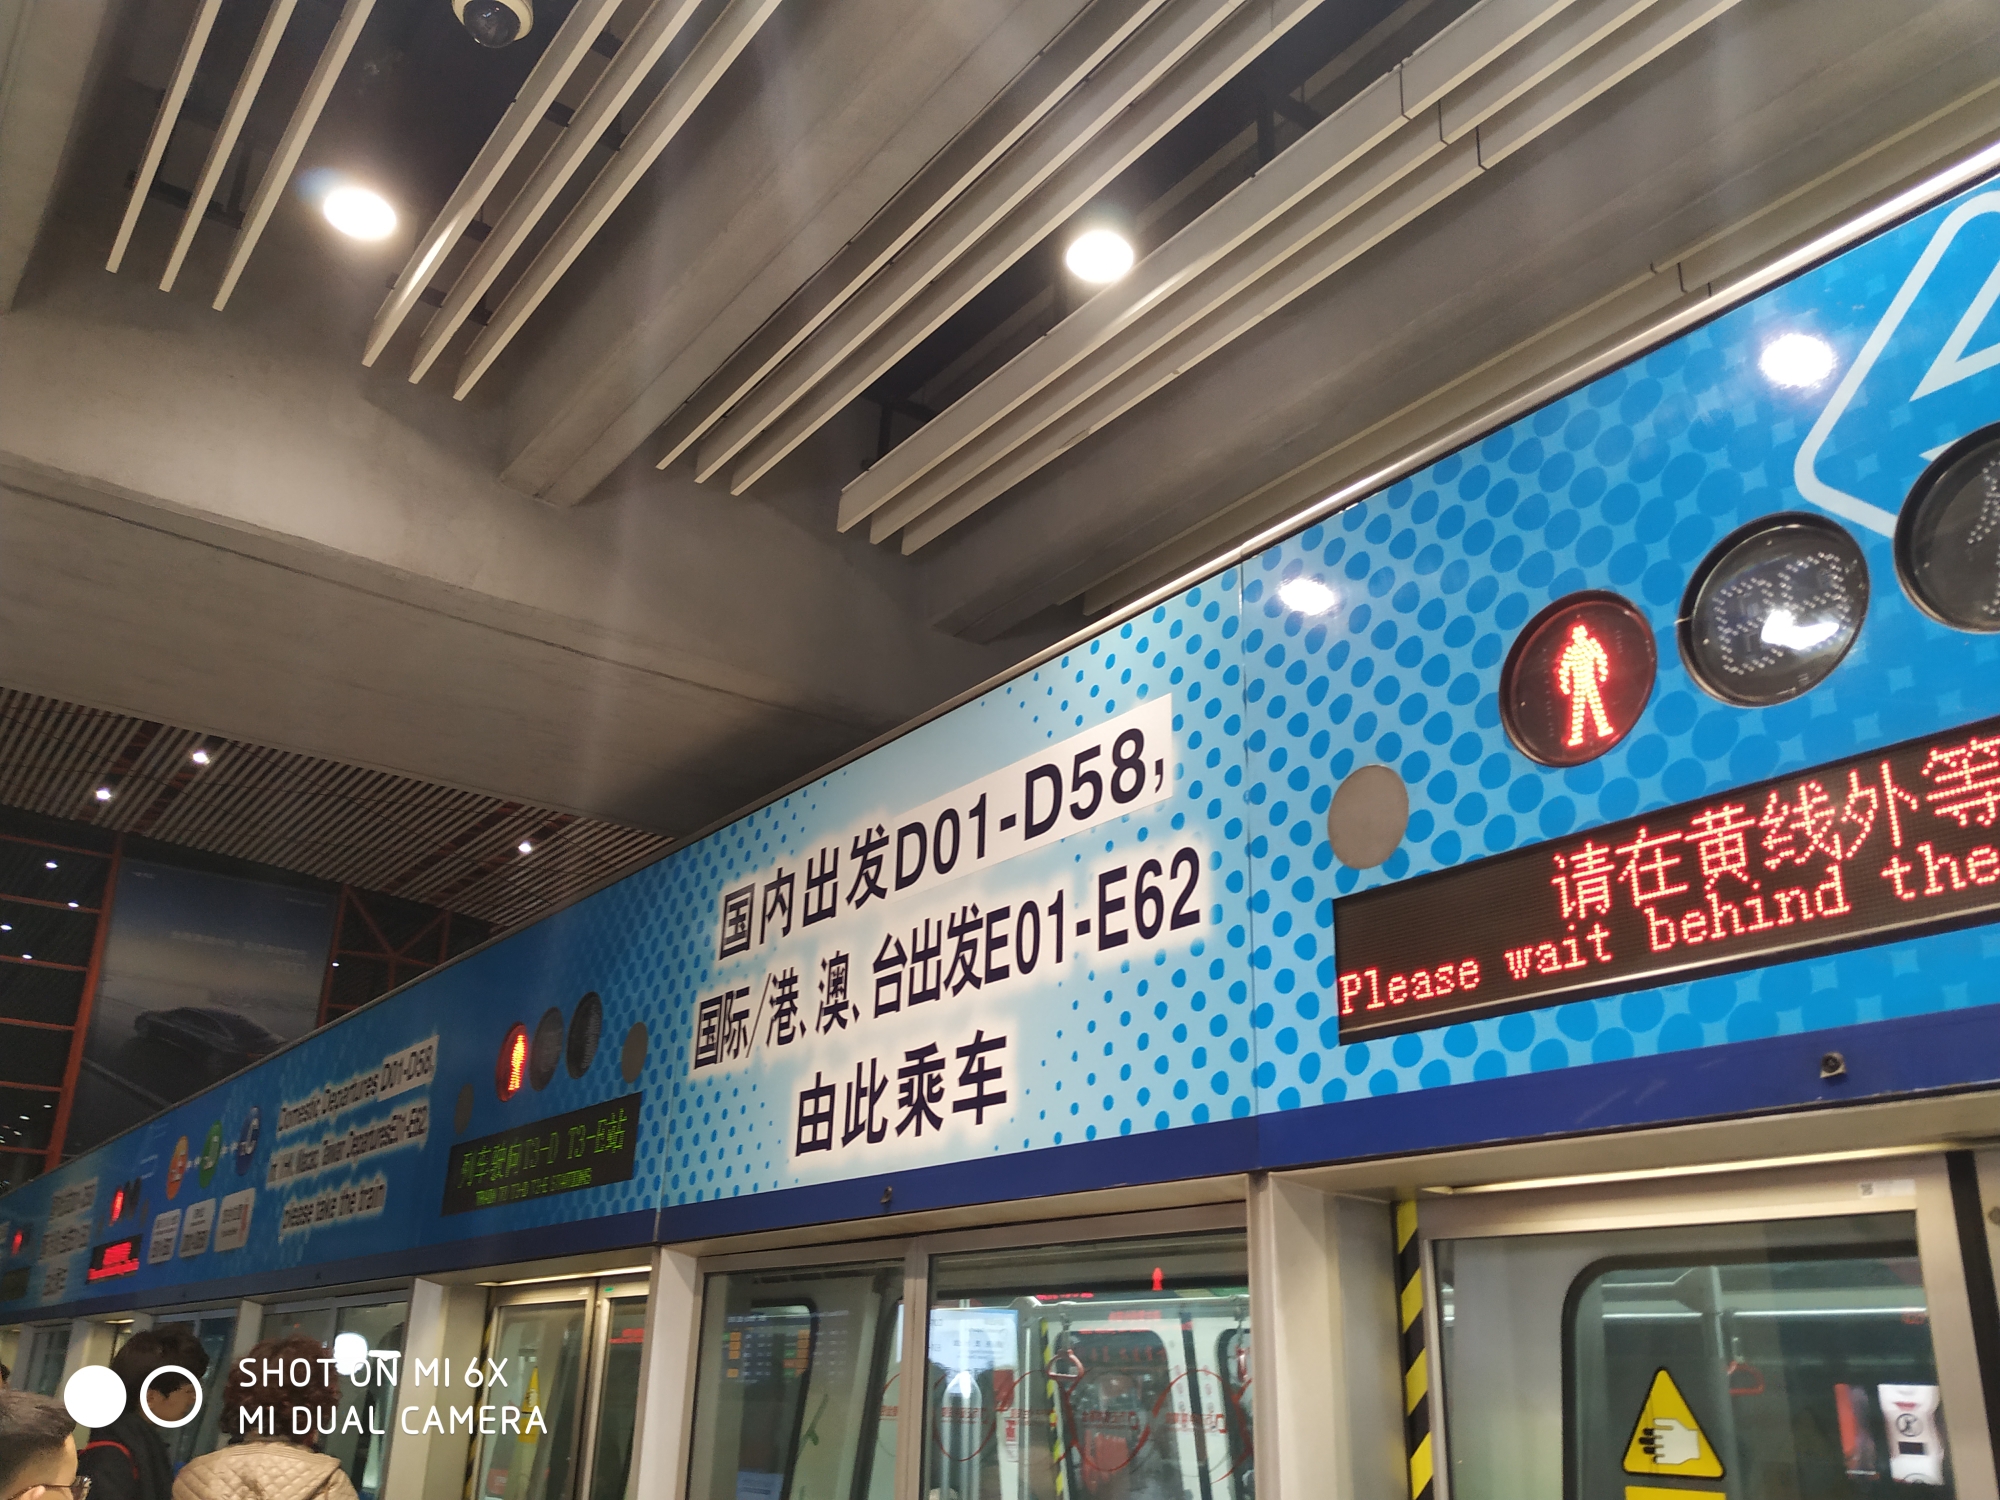 国内出发D01-D58,
国际/港、澳、台出发E01-E62
由此乘车
请在黄线外等
Please wait behind the
Domestic Departures D01-D58,
please take the train
列车驶向T3-D T3-E站
SHOT ON MI 6X
MI DUAL CAMERA